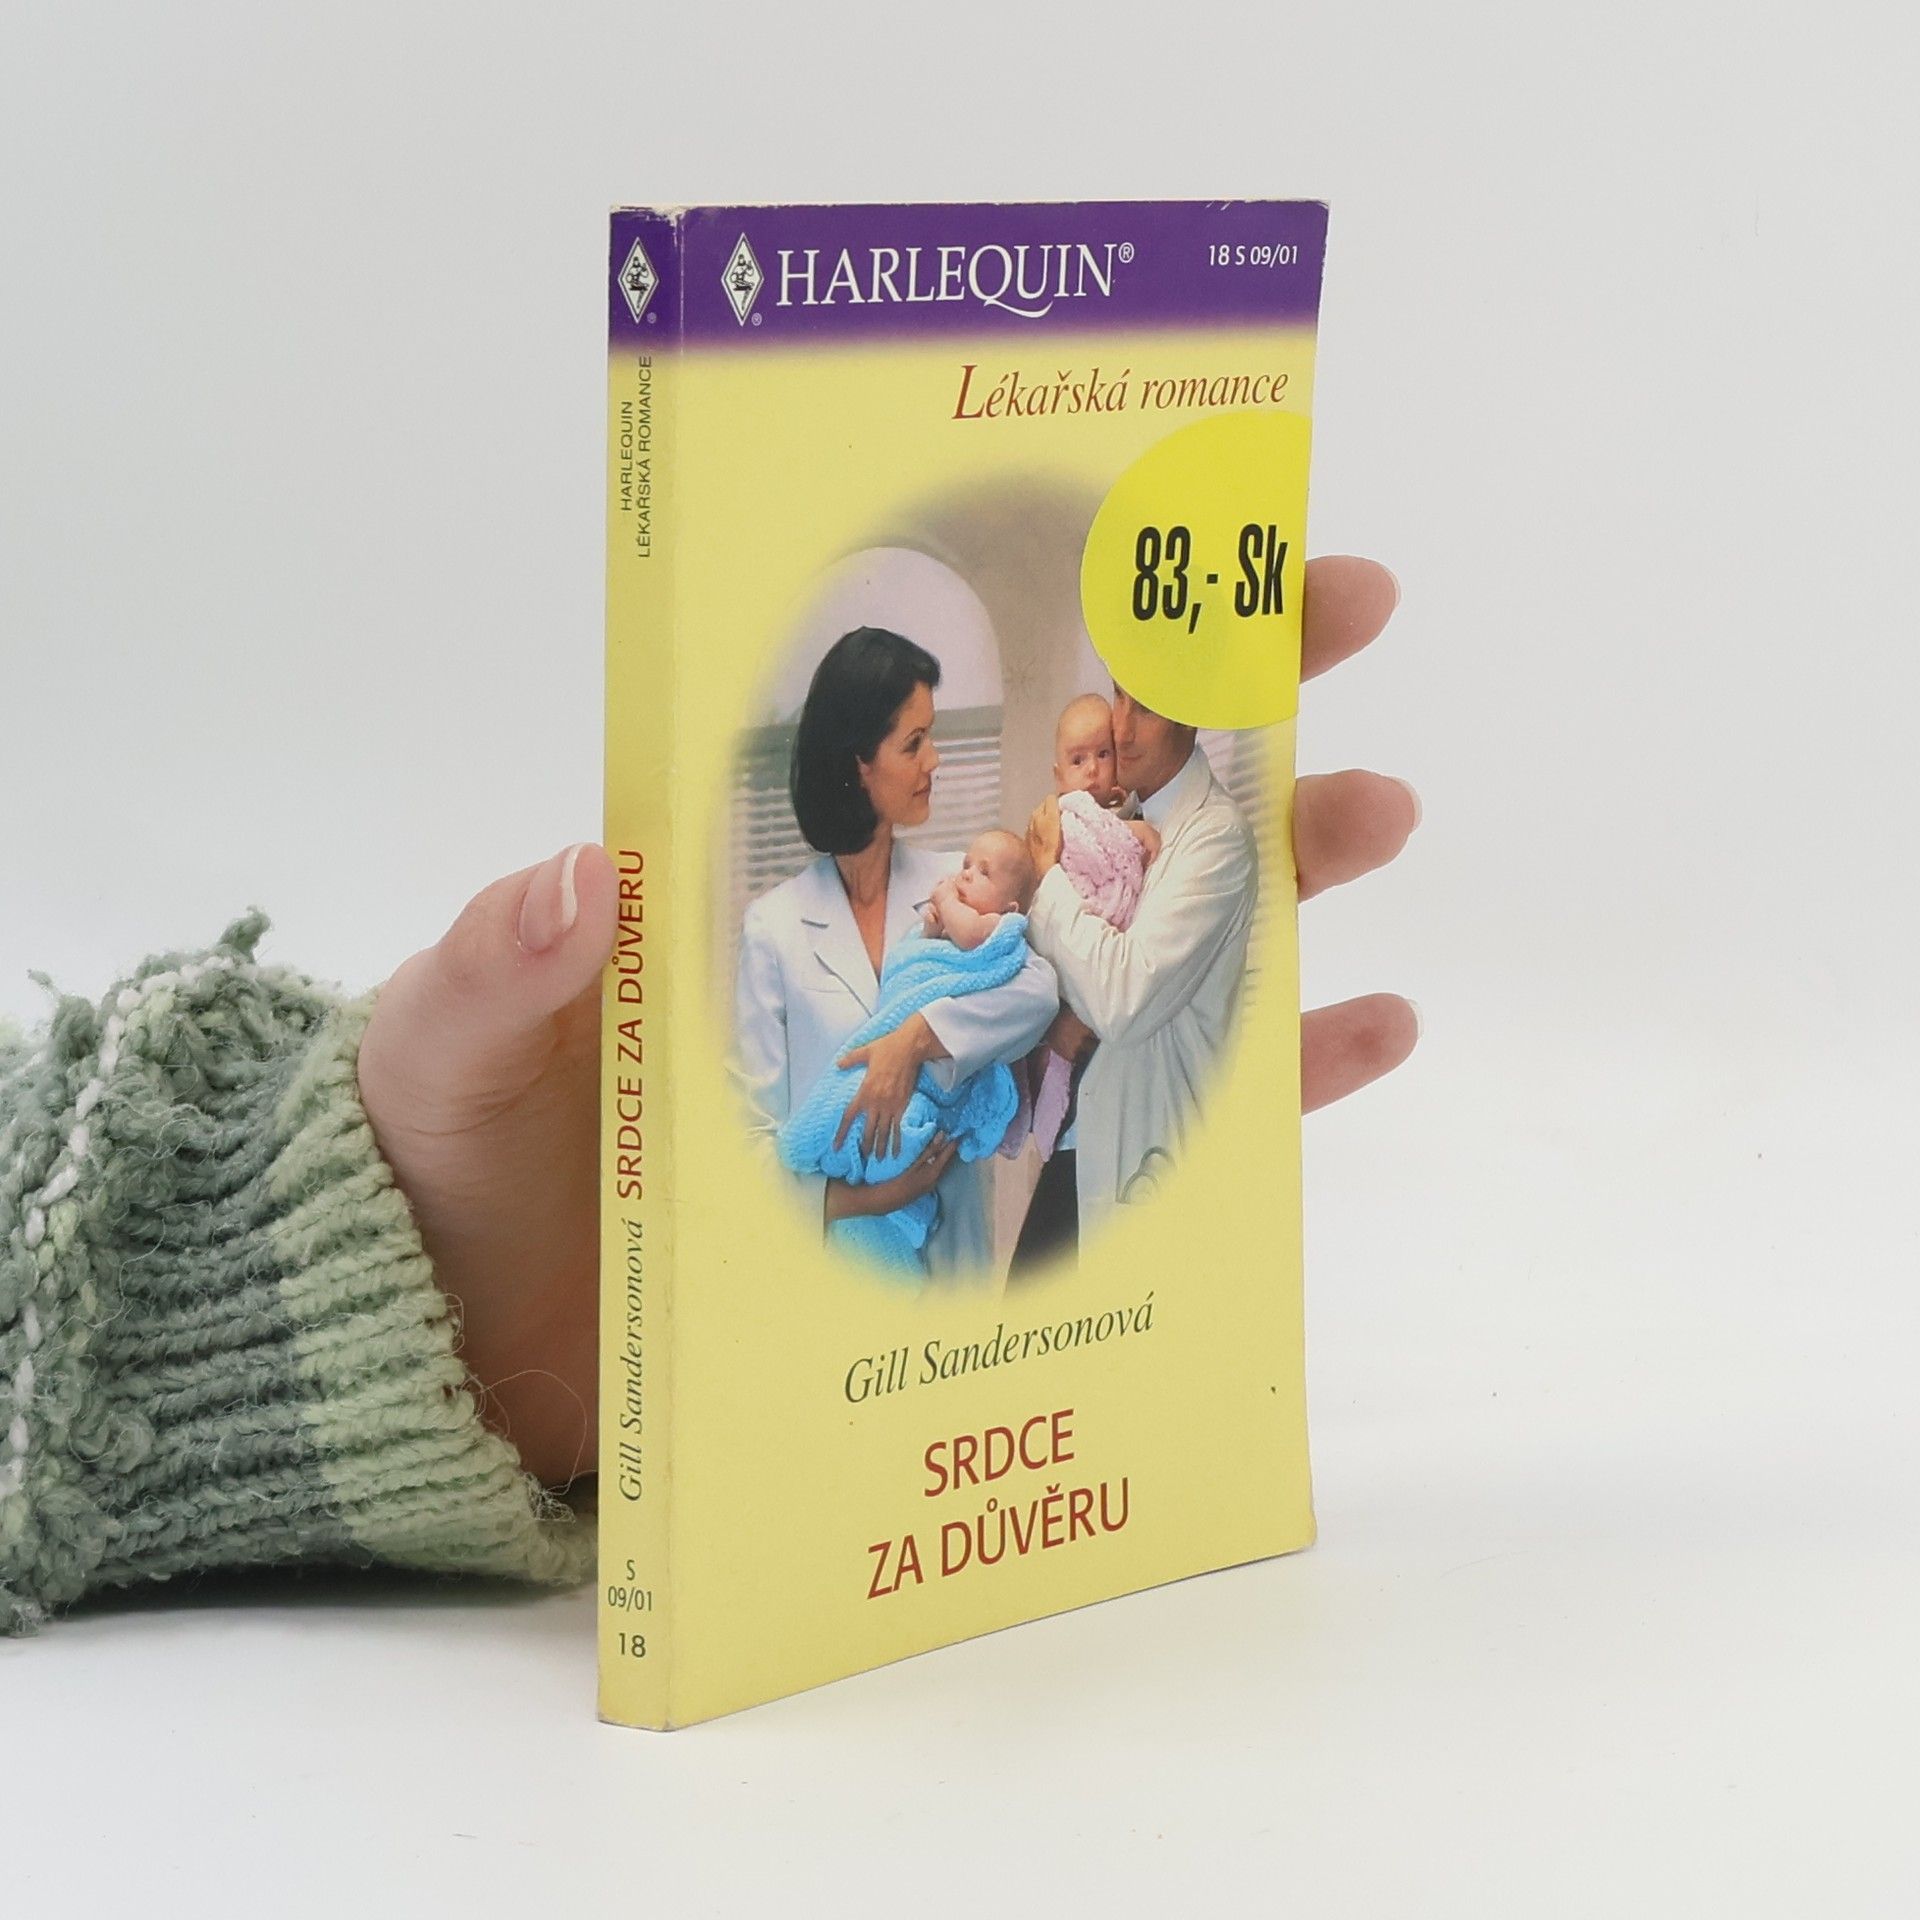 HARLEQUIN®
18 S 09/01
Lékařská romance
83,- Sk
Gill Sandersonová
SRDCE
ZA DŮVĚRU
®
HARLEQUIN
LÉKAŘSKÁ ROMANCE
Gill Sandersonová SRDCE ZA DŮVĚRU
S
09/01
18